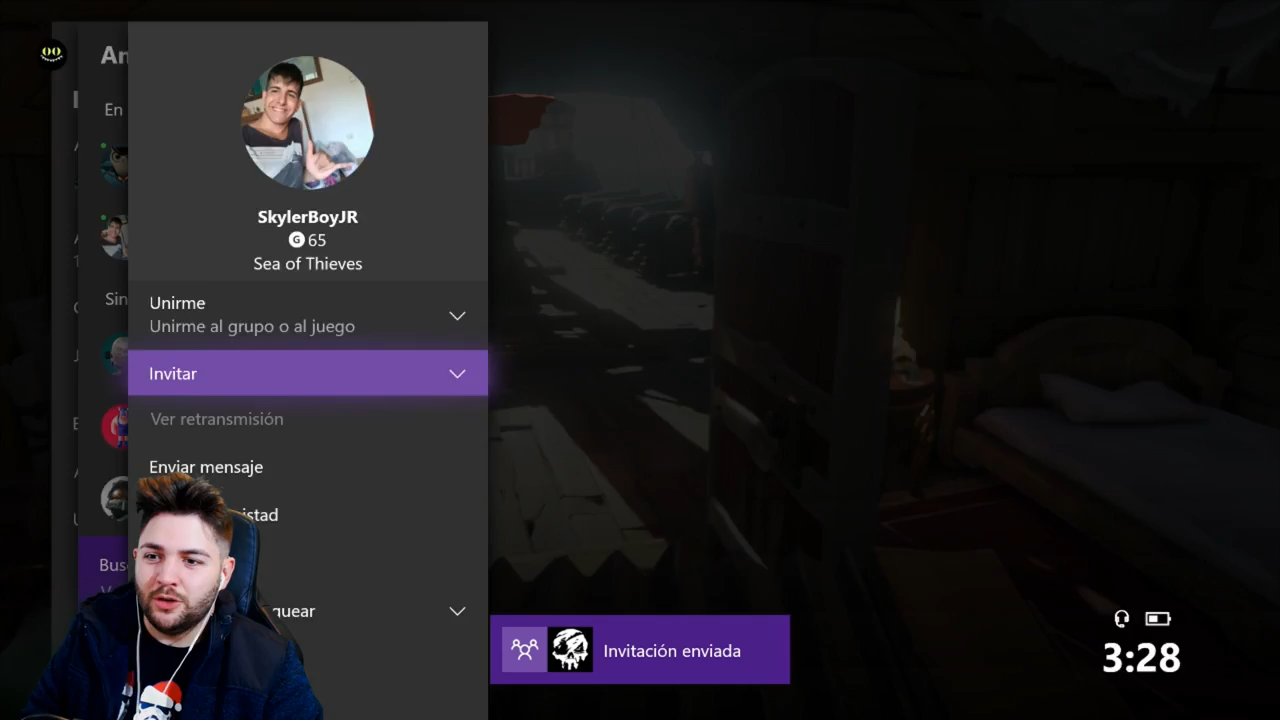 An
En
Sin
Bus
SkylerBoyJR
G 65
Sea of Thieves
Unirme
Unirme al grupo o al juego
Invitar
Ver retransmisión
Enviar mensaje
istad
quear
Invitación enviada
3:28